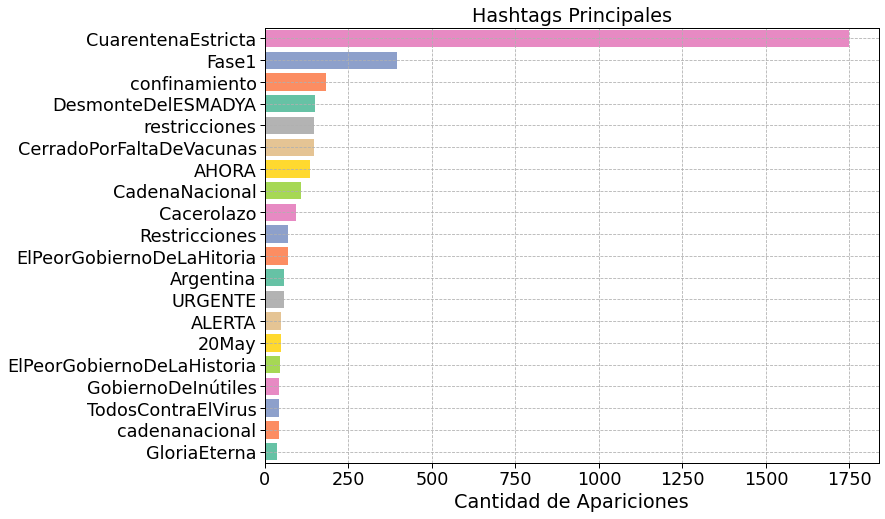 Hashtags Principales
CuarentenaEstricta
Fase1
confinamiento
DesmonteDelESMADYA
restricciones
CerradoPorFaltaDeVacunas
AHORA
CadenaNacional
Cacerolazo
Restricciones
ElPeorGobiernoDeLaHitoria
Argentina
URGENTE
ALERTA
20May
ElPeorGobiernoDeLaHistoria
GobiernoDeInútiles
TodosContraElVirus
cadenanacional
GloriaEterna
0 250 500 750 1000 1250 1500 1750
Cantidad de Apariciones